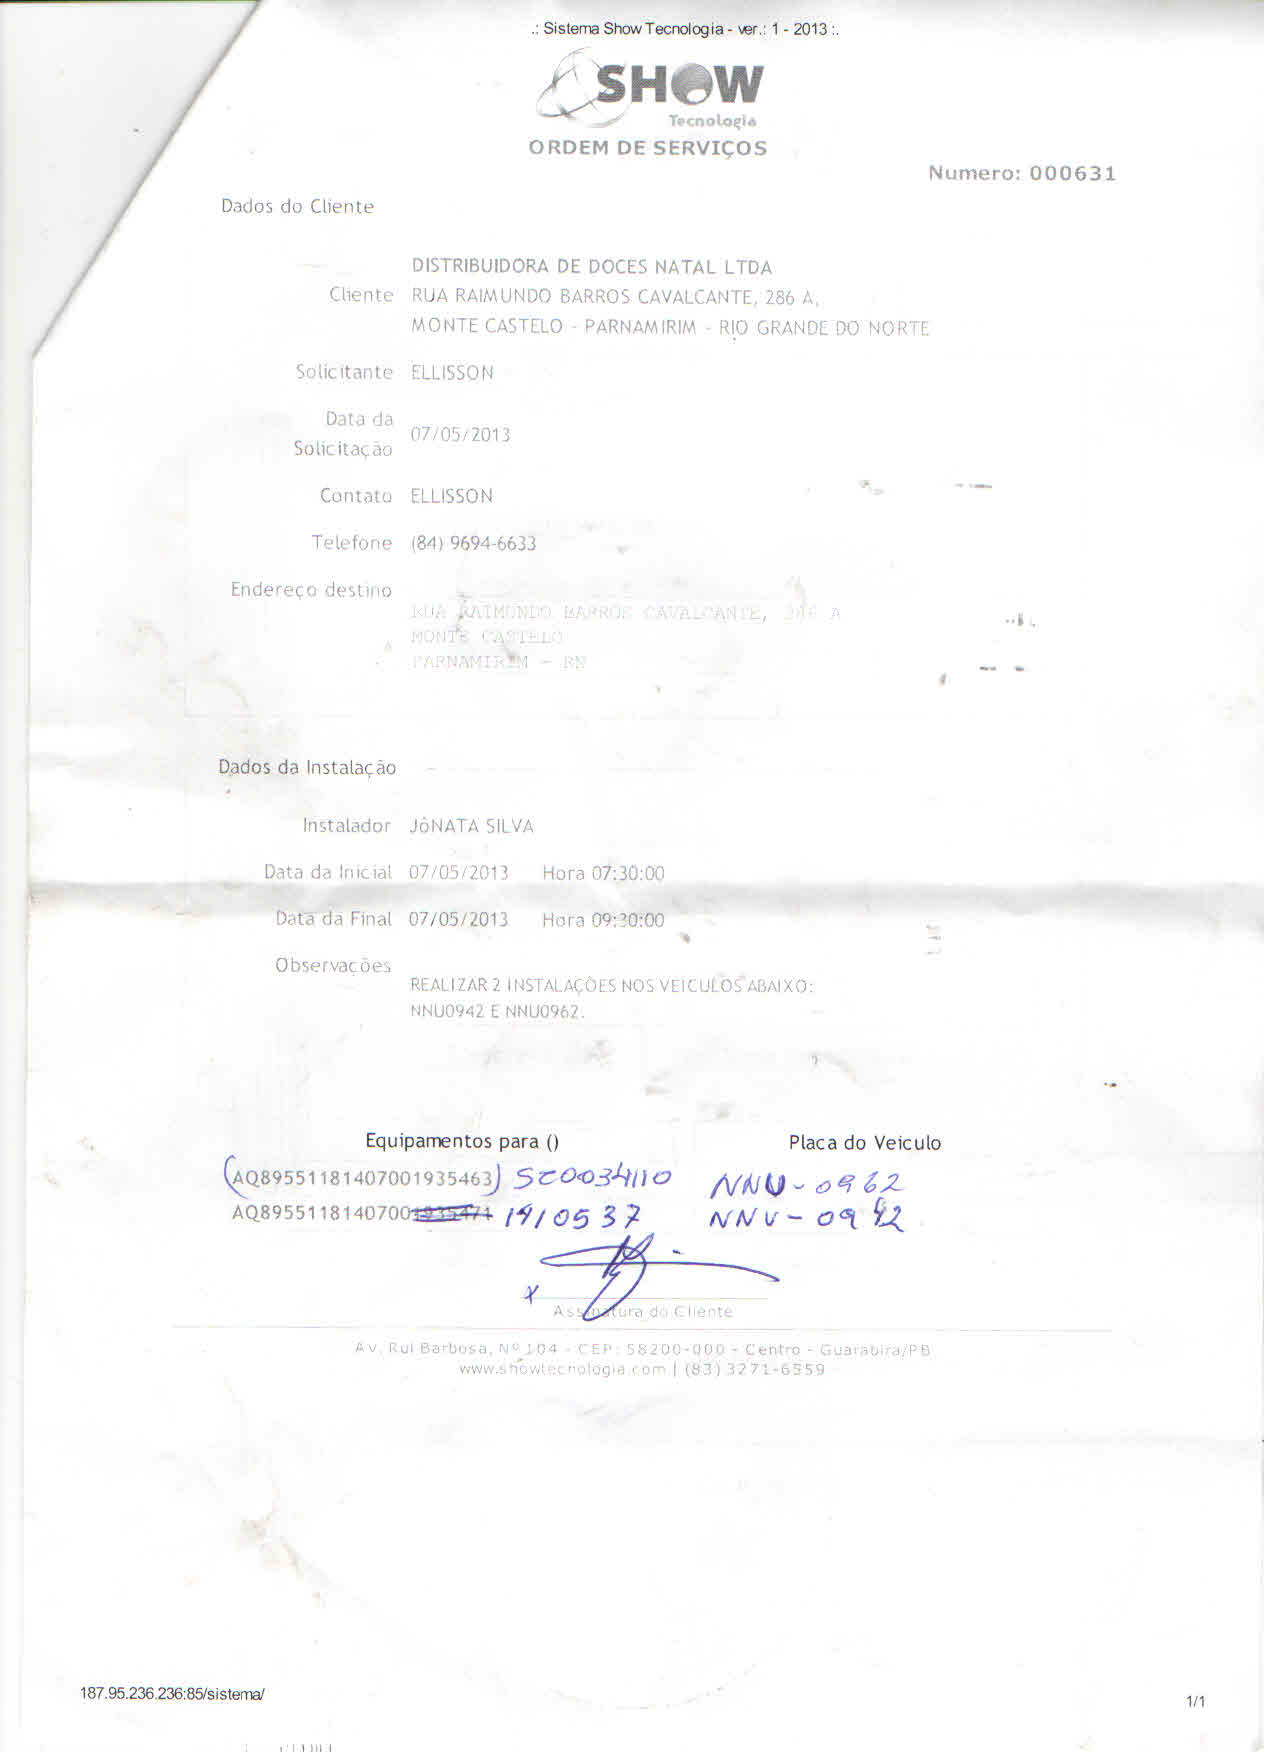 .: Sistema Show Tecnologia - ver.: 1 - 2013 :.
SHOW
Tecnologia
ORDEM DE SERVIÇOS
Numero: 000631
Dados do Cliente
DISTRIBUIDORA DE DOCES NATAL LTDA
Cliente RUA RAIMUNDO BARROS CAVALCANTE, 286 A,
MONTE CASTELO - PARNAMIRIM - RIO GRANDE DO NORTE
Solicitante ELLISSON
Data da
Solicitação 07/05/2013
Contato ELLISSON
Telefone (84) 9694-6633
Endereço destino
RUA RAIMUNDO BARROS CAVALCANTE, 286 A
MONTE CASTELO
PARNAMIRIM - RN
Dados da Instalação
Instalador JôNATA SILVA
Data da Inicial 07/05/2013 Hora 07:30:00
Data da Final 07/05/2013 Hora 09:30:00
Observações
REALIZAR 2 INSTALAÇÕES NOS VEICULOS ABAIXO:
NNU0942 E NNU0962.
Equipamentos para () Placa do Veiculo
(AQ89551181407001935463) NNU-0962
AQ89551181407001935471 1910537 NNU-0942
X
Assinatura do Cliente
Av. Rui Barbosa, Nº 104 - CEP: 58200-000 - Centro - Guarabira/PB
www.showtecnologia.com | (83) 3271-6559
187.95.236.236:85/sistema/
1/1